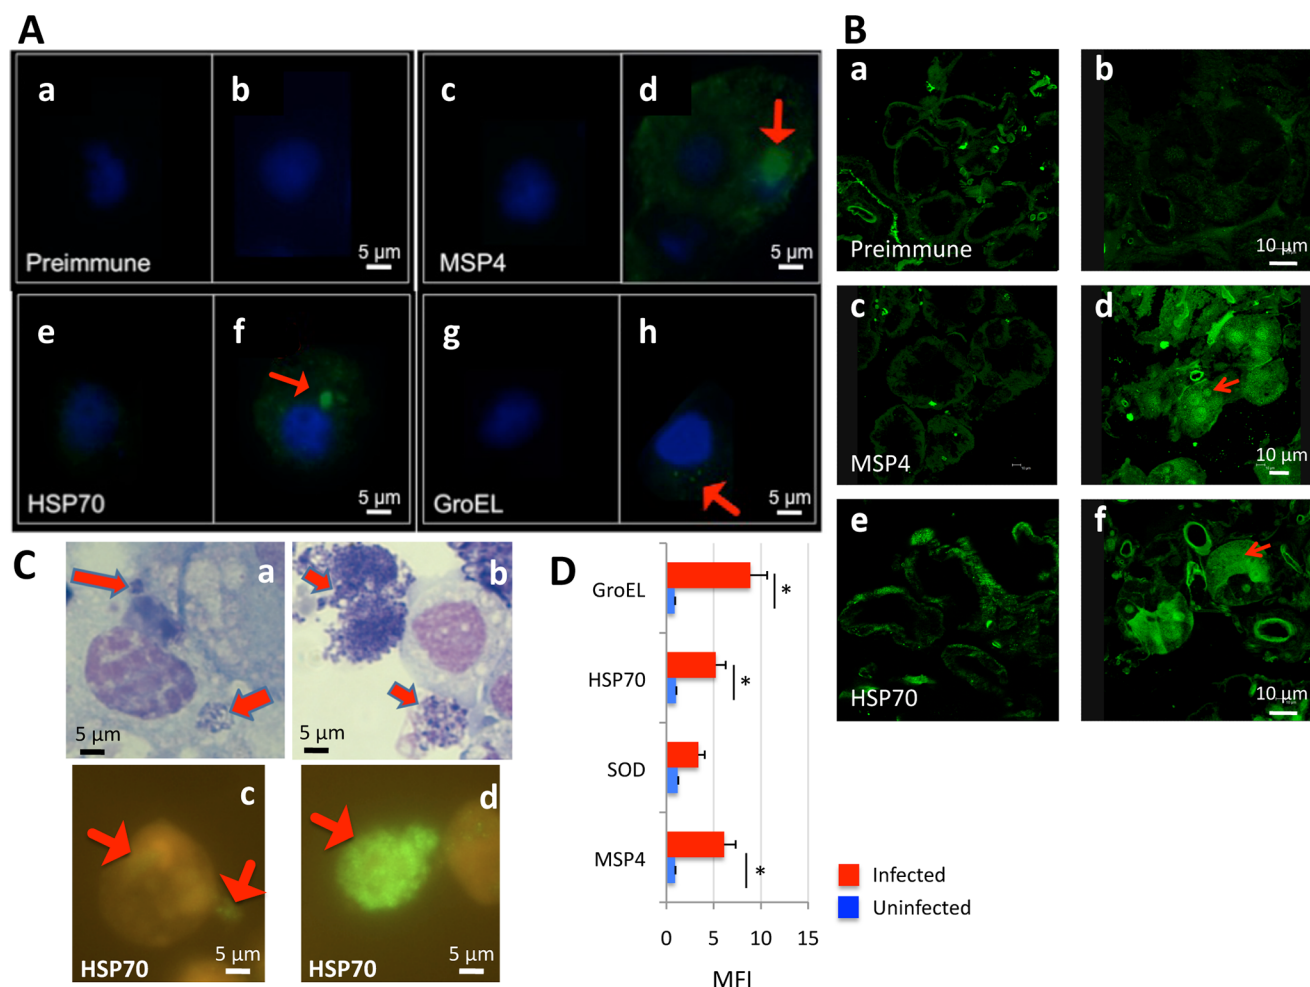 A
a
b
Preimmune
5 µm
c
d
MSP4
5 µm
e
f
HSP70
5 µm
g
h
GroEL
5 µm
B
a
Preimmune
b
10 µm
c
MSP4
d
10 µm
e
HSP70
f
10 µm
C
a
5 µm
b
5 µm
c
HSP70
5 µm
d
HSP70
5 µm
D
GroEL
*
HSP70
*
SOD
MSP4
*
0 5 10 15
MFI
Infected
Uninfected